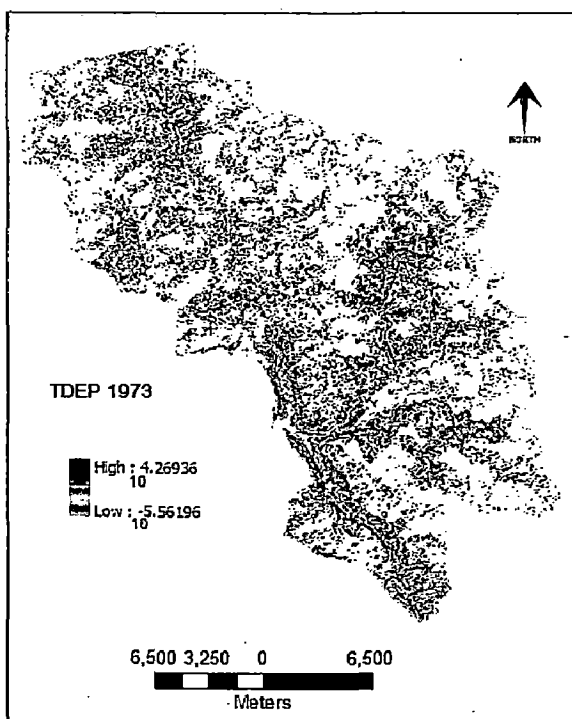 NORTH
TDEP 1973
High : 4.26936
10
Low : -5.56196
10
6,500 3,250 0 6,500
Meters